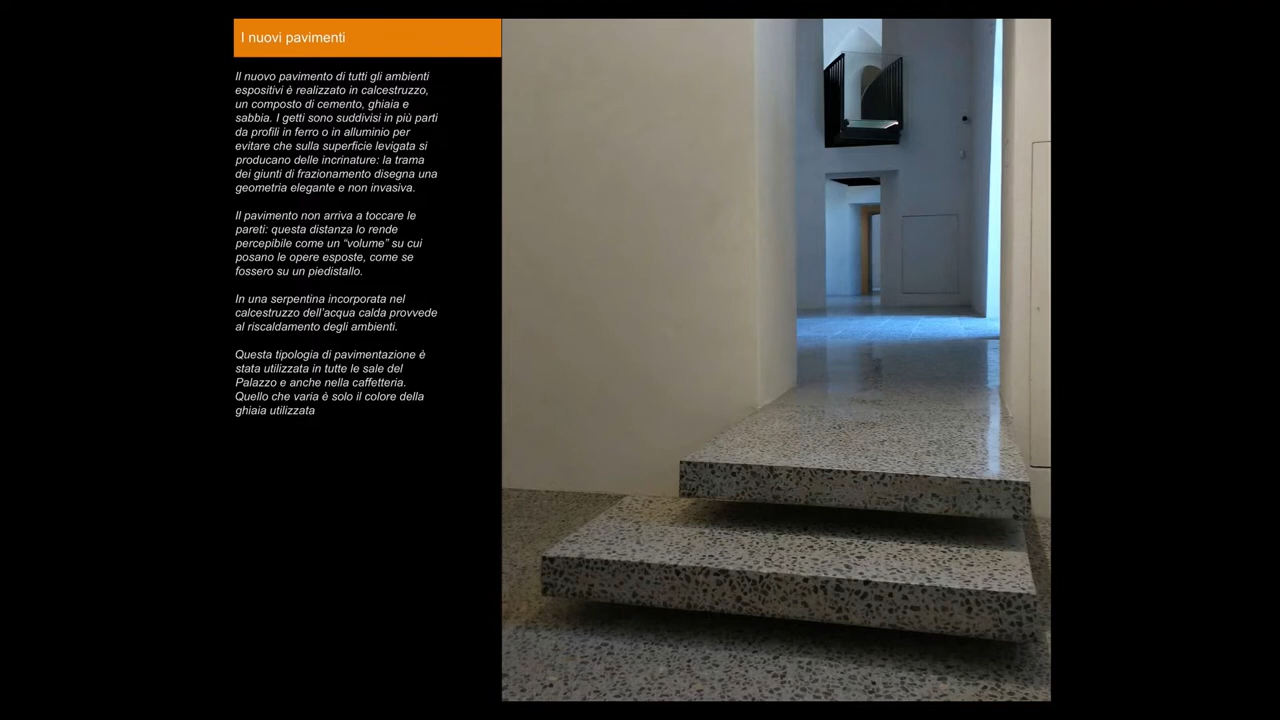 I nuovi pavimenti
Il nuovo pavimento di tutti gli ambienti
espositivi è realizzato in calcestruzzo,
un composto di cemento, ghiaia e
sabbia. I getti sono suddivisi in più parti
da profili in ferro o in alluminio per
evitare che sulla superficie levigata si
producano delle incrinature: la trama
dei giunti di frazionamento disegna una
geometria elegante e non invasiva.
Il pavimento non arriva a toccare le
pareti: questa distanza lo rende
percepibile come un “volume” su cui
posano le opere esposte, come se
fossero su un piedistallo.
In una serpentina incorporata nel
calcestruzzo dell’acqua calda provvede
al riscaldamento degli ambienti.
Questa tipologia di pavimentazione è
stata utilizzata in tutte le sale del
Palazzo e anche nella caffetteria.
Quello che varia è solo il colore della
ghiaia utilizzata